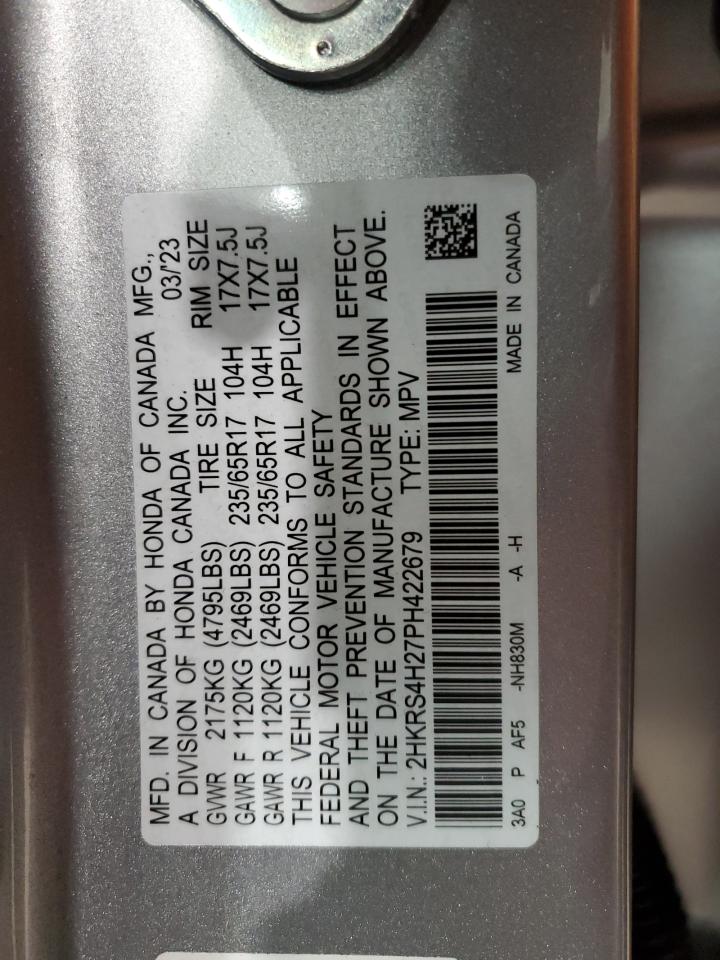 MFD. IN CANADA BY HONDA OF CANADA MFG.,
A DIVISION OF HONDA CANADA INC. 03/'23
GVWR 2175KG (4795LBS) TIRE SIZE RIM SIZE
GAWR F 1120KG (2469LBS) 235/65R17 104H 17X7.5J
GAWR R 1120KG (2469LBS) 235/65R17 104H 17X7.5J
THIS VEHICLE CONFORMS TO ALL APPLICABLE
FEDERAL MOTOR VEHICLE SAFETY
AND THEFT PREVENTION STANDARDS IN EFFECT
ON THE DATE OF MANUFACTURE SHOWN ABOVE.
V.I.N.: 2HKRS4H27PH422679 TYPE: MPV
3A0 P AF5 -NH830M -A -H MADE IN CANADA